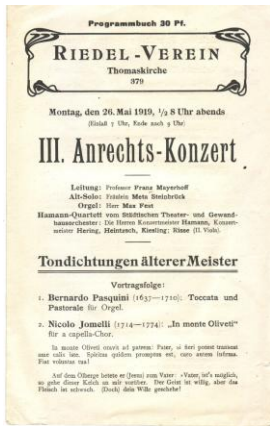 Programmbuch 30 Pf.
RIEDEL-VEREIN
Thomaskirche
379
Montag, den 26. Mai 1919, 1/2 8 Uhr abends
(Einlaß 7 Uhr, Ende nach 9 Uhr)
III. Anrechts-Konzert
Leitung: Professor Franz Mayerhoff
Alt-Solo: Fräulein Meta Steinbrück
Orgel: Herr Max Fest
Hamann-Quartett vom Städtischen Theater- und Gewand-
hausorchester: Die Herren Konzertmeister Hamann, Konzert-
meister Hering, Heintzsch, Kiesling; Rinse (II. Viola).
Tondichtungen älterer Meister
Vortragsfolge:
1. Bernardo Pasquini (1637—1710): Toccata und
Pastorale für Orgel.
2. Nicolo Jomelli (1714—1774): „In monte Oliveti“
für a capella-Chor.
In monte Oliveti oravit ad patrem: Pater, si fieri potest transeat
ame calix iste. Spiritus quidem promptus est, caro autem infirma.
Fiat voluntas tua!
Auf dem Ölberge betete er (Jesus) zum Vater: »Vater, ist's möglich,
so gehe dieser Kelch an mir vorüber. Der Geist ist willig, aber das
Fleisch ist schwach. (Doch) dein Wille geschehe!